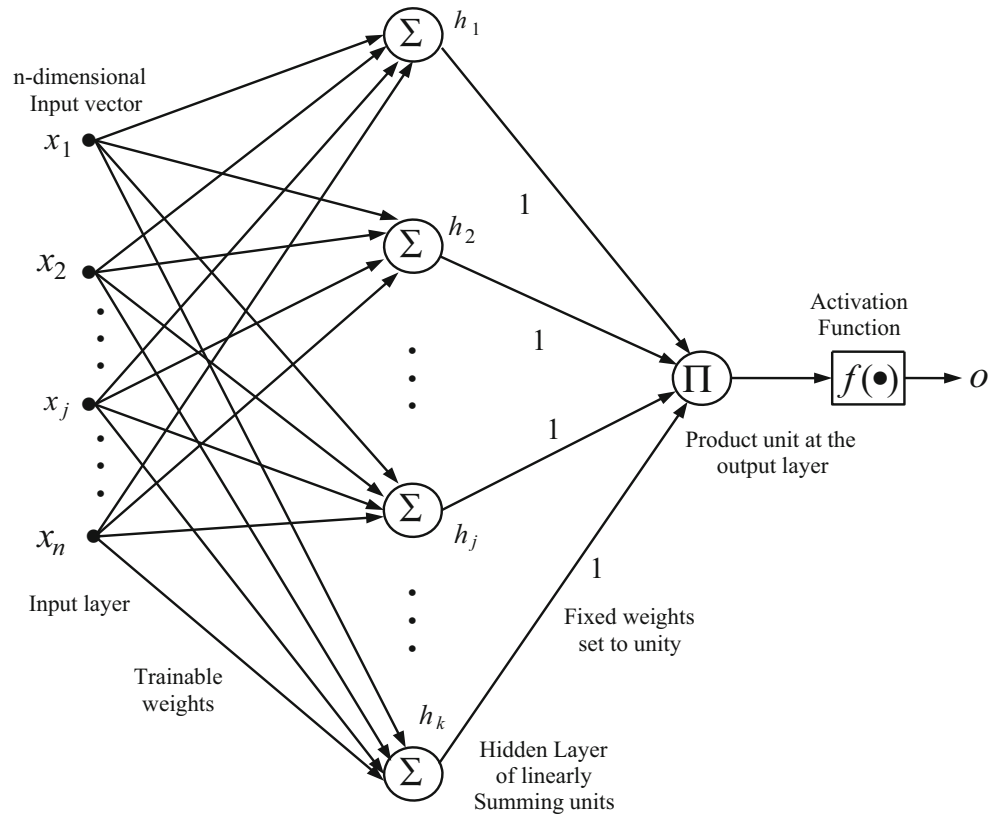 n-dimensional
Input vector
x₁
x₂
xⱼ
xₙ
Input layer
Trainable
weights
Σ
h₁
Σ
h₂
Σ
hⱼ
Σ
hₖ
Hidden Layer
of linearly
Summing units
1
1
1
1
Fixed weights
set to unity
Π
Product unit at the
output layer
Activation
Function
f(•)
o